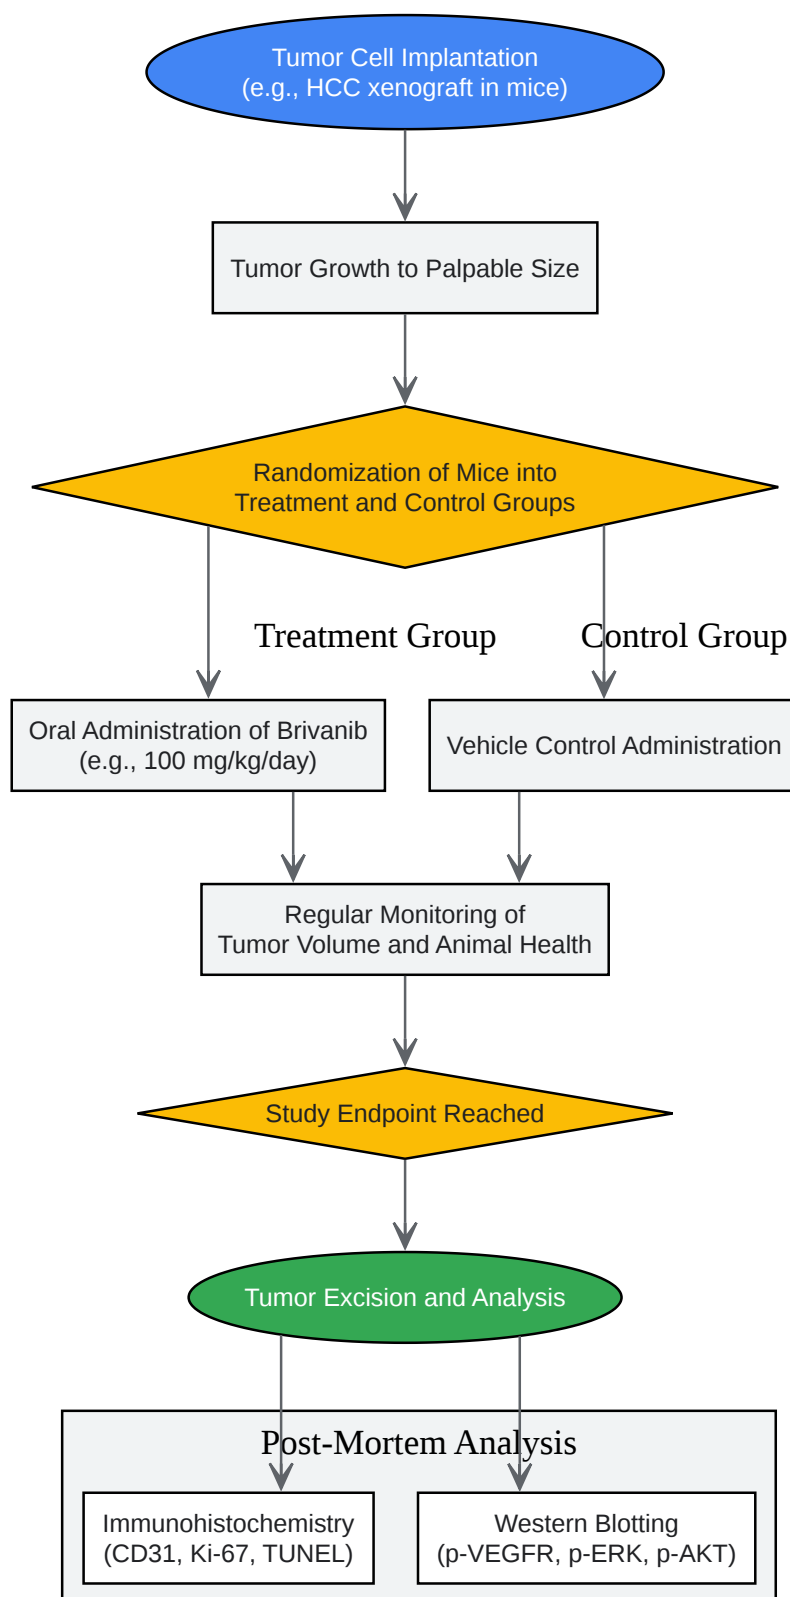 Tumor Cell Implantation
(e.g., HCC xenograft in mice)
Tumor Growth to Palpable Size
Randomization of Mice into
Treatment and Control Groups
Treatment Group
Control Group
Oral Administration of Brivanib
(e.g., 100 mg/kg/day)
Vehicle Control Administration
Regular Monitoring of
Tumor Volume and Animal Health
Study Endpoint Reached
Tumor Excision and Analysis
Post-Mortem Analysis
Immunohistochemistry
(CD31, Ki-67, TUNEL)
Western Blotting
(p-VEGFR, p-ERK, p-AKT)